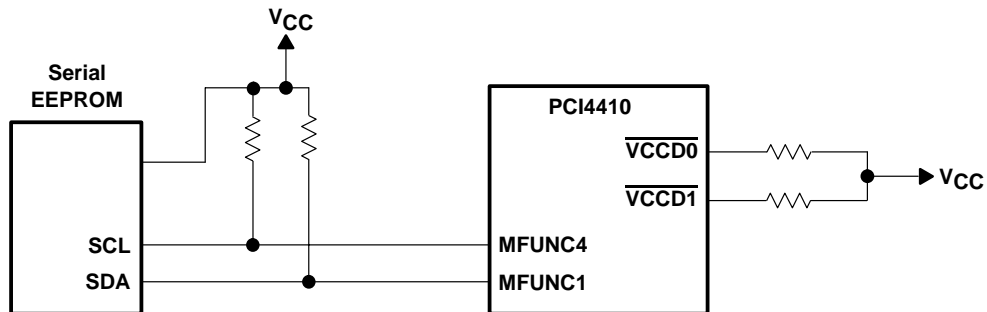 VCC
Serial
EEPROM
PCI4410
VCCD0
VCCD1
VCC
SCL
MFUNC4
SDA
MFUNC1